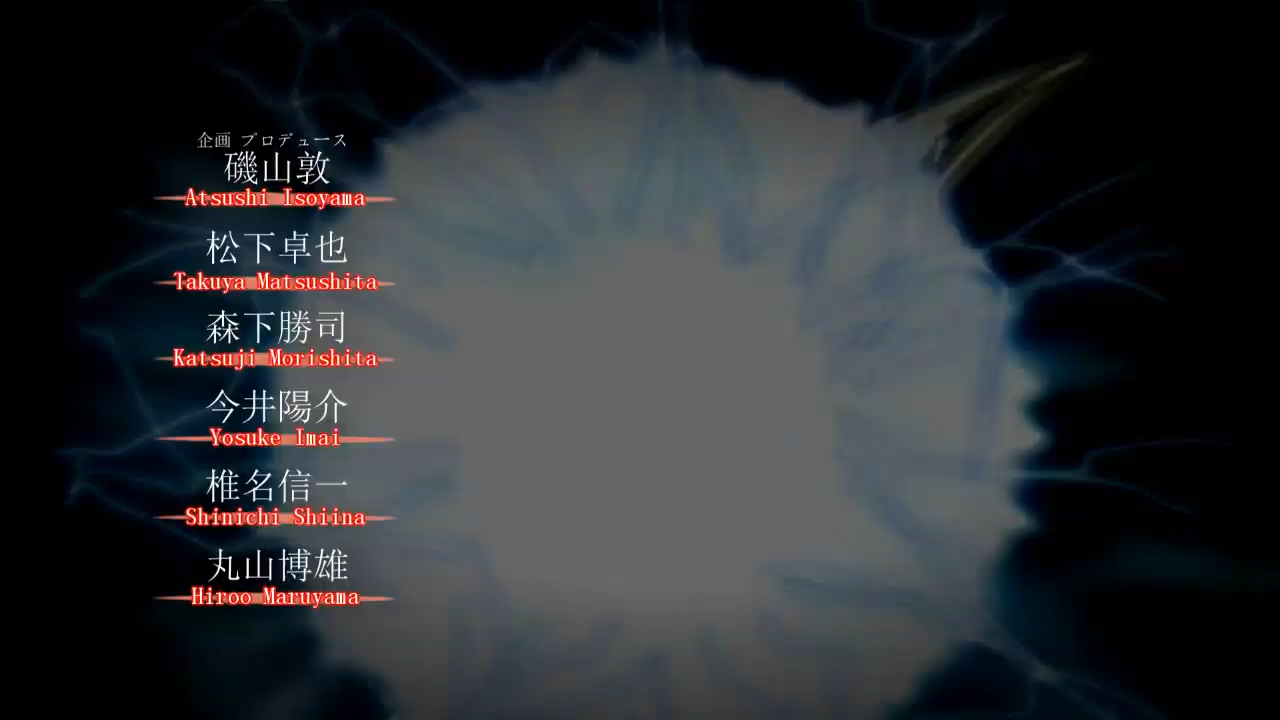 企画 プロデュース
磯山敦
Atsushi Isoyama
松下卓也
Takuya Matsushita
森下勝司
Katsuji Morishita
今井陽介
Yosuke Imai
椎名信一
Shinichi Shiina
丸山博雄
Hiroo Maruyama